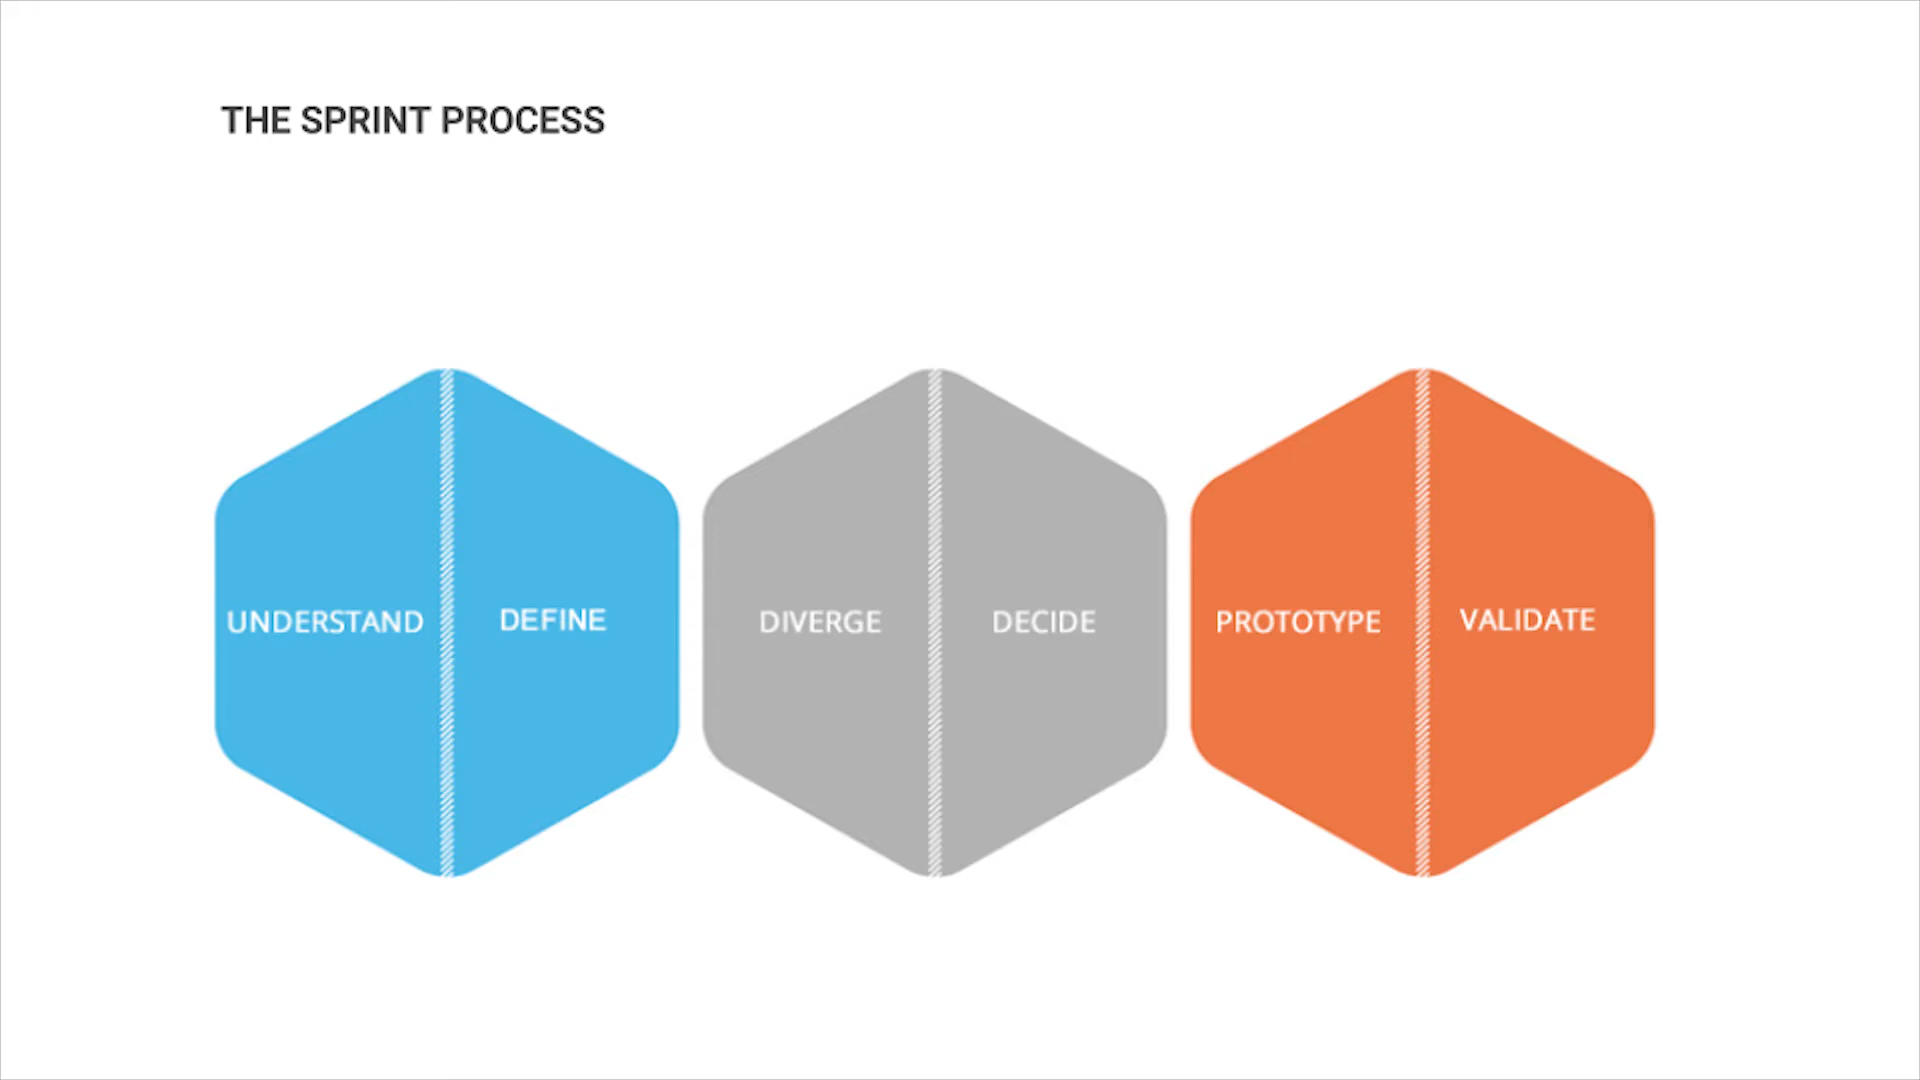 THE SPRINT PROCESS
UNDERSTAND
DEFINE
DIVERGE
DECIDE
PROTOTYPE
VALIDATE